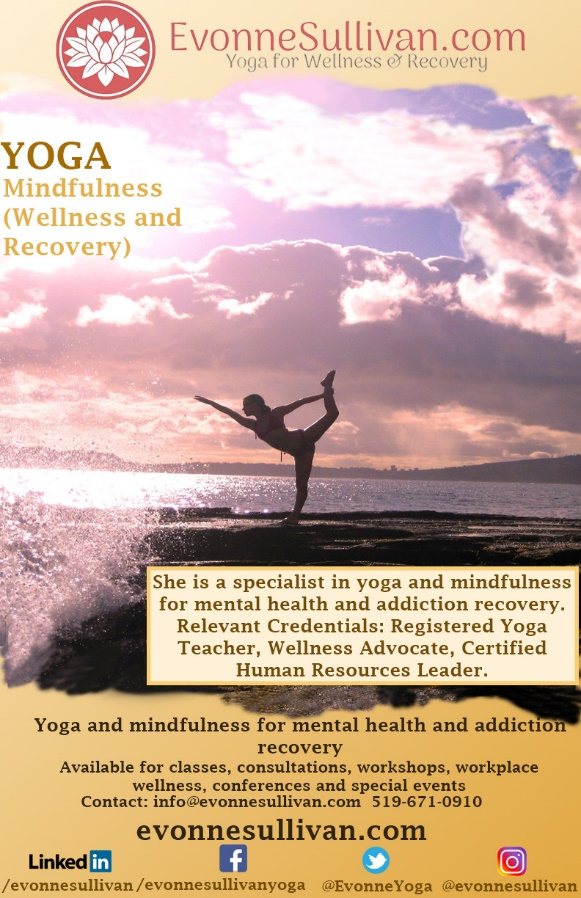 EvonneSullivan.com
Yoga for Wellness & Recovery
YOGA
Mindfulness
(Wellness and
Recovery)
She is a specialist in yoga and mindfulness
for mental health and addiction recovery.
Relevant Credentials: Registered Yoga
Teacher, Wellness Advocate, Certified
Human Resources Leader.
Yoga and mindfulness for mental health and addiction
recovery
Available for classes, consultations, workshops, workplace
wellness, conferences and special events
Contact: info@evonnesullivan.com 519-671-0910
evonnesullivan.com
Linked in
/evonnesullivan /evonnesullivanyoga @EvonneYoga @evonnesullivan